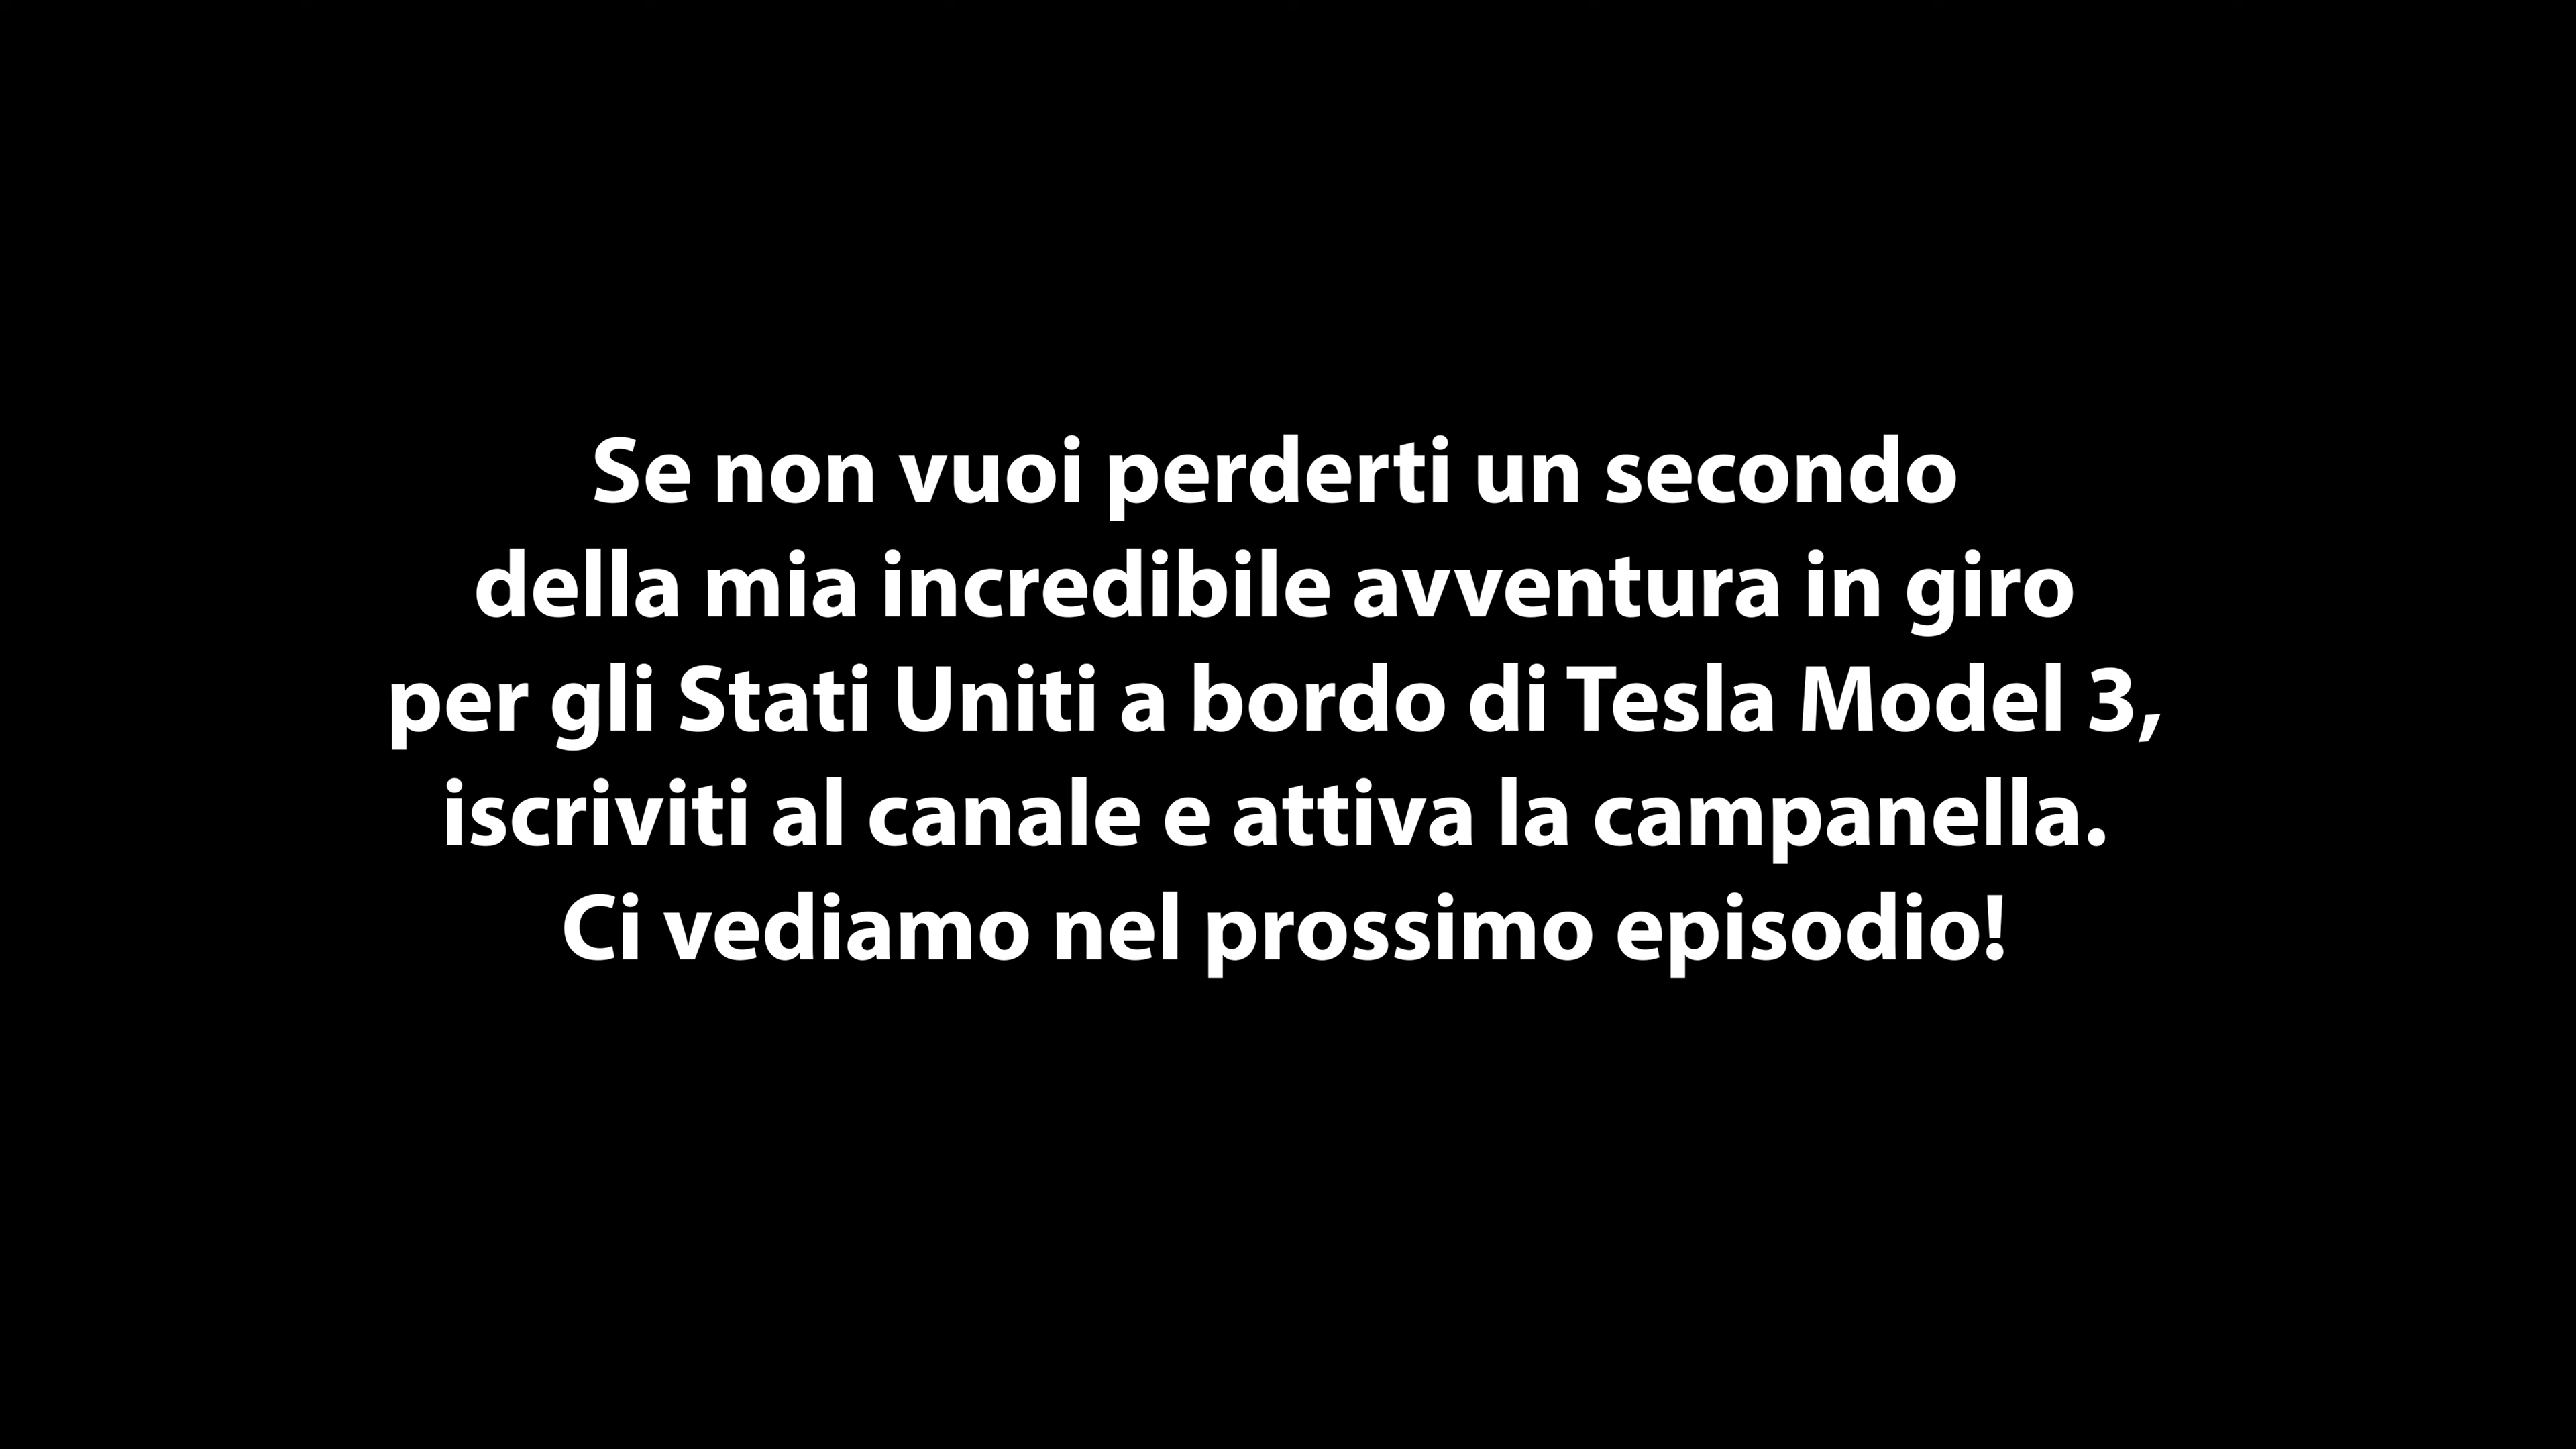 Se non vuoi perderti un secondo
della mia incredibile avventura in giro
per gli Stati Uniti a bordo di Tesla Model 3,
iscriviti al canale e attiva la campanella.
Ci vediamo nel prossimo episodio!